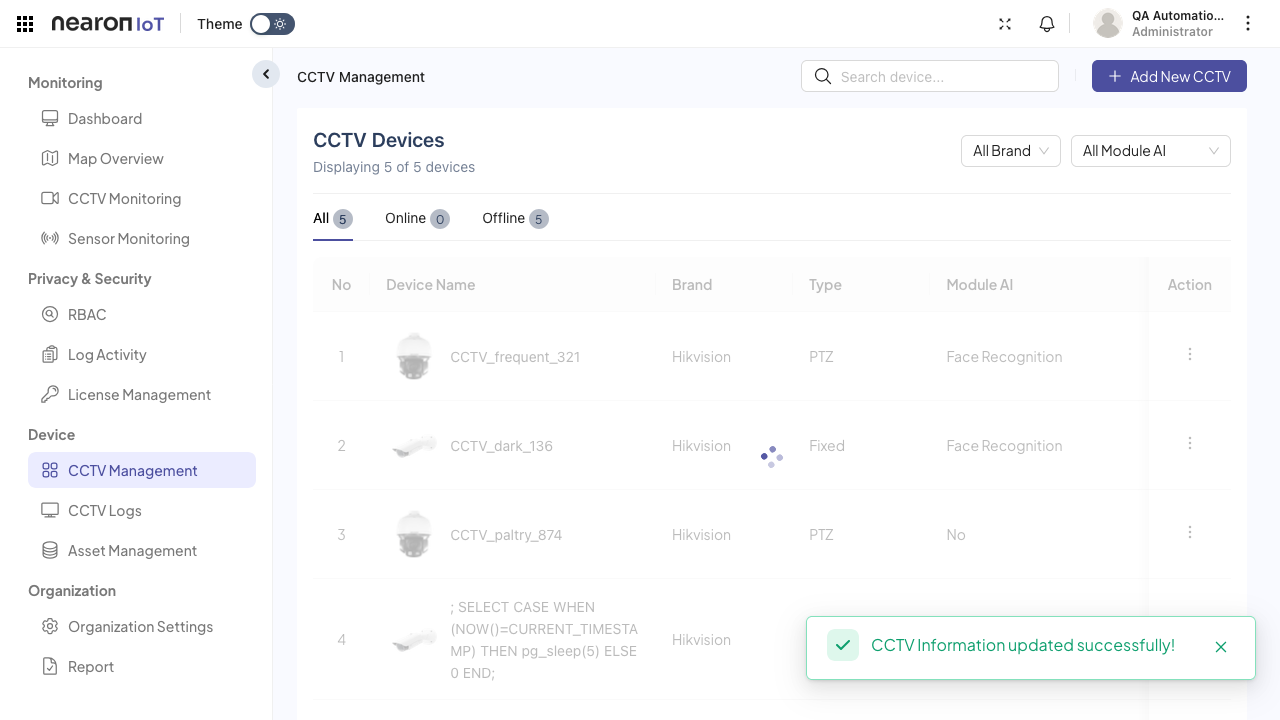 nearon IoT
Theme
QA Automatio...
Administrator
Monitoring
Dashboard
Map Overview
CCTV Monitoring
Sensor Monitoring
Privacy & Security
RBAC
Log Activity
License Management
Device
CCTV Management
CCTV Logs
Asset Management
Organization
Organization Settings
Report
CCTV Management
Search device...
Add New CCTV
CCTV Devices
Displaying 5 of 5 devices
All Brand
All Module AI
All 5 Online 0 Offline 5
No Device Name Brand Type Module AI Action
1 CCTV_frequent_321 Hikvision PTZ Face Recognition
2 CCTV_dark_136 Hikvision Fixed Face Recognition
3 CCTV_paltry_874 Hikvision PTZ No
; SELECT CASE WHEN
(NOW()=CURRENT_TIMESTA
4 Hikvision
MP) THEN pg_sleep(5) ELSE
0 END;
CCTV Information updated successfully!